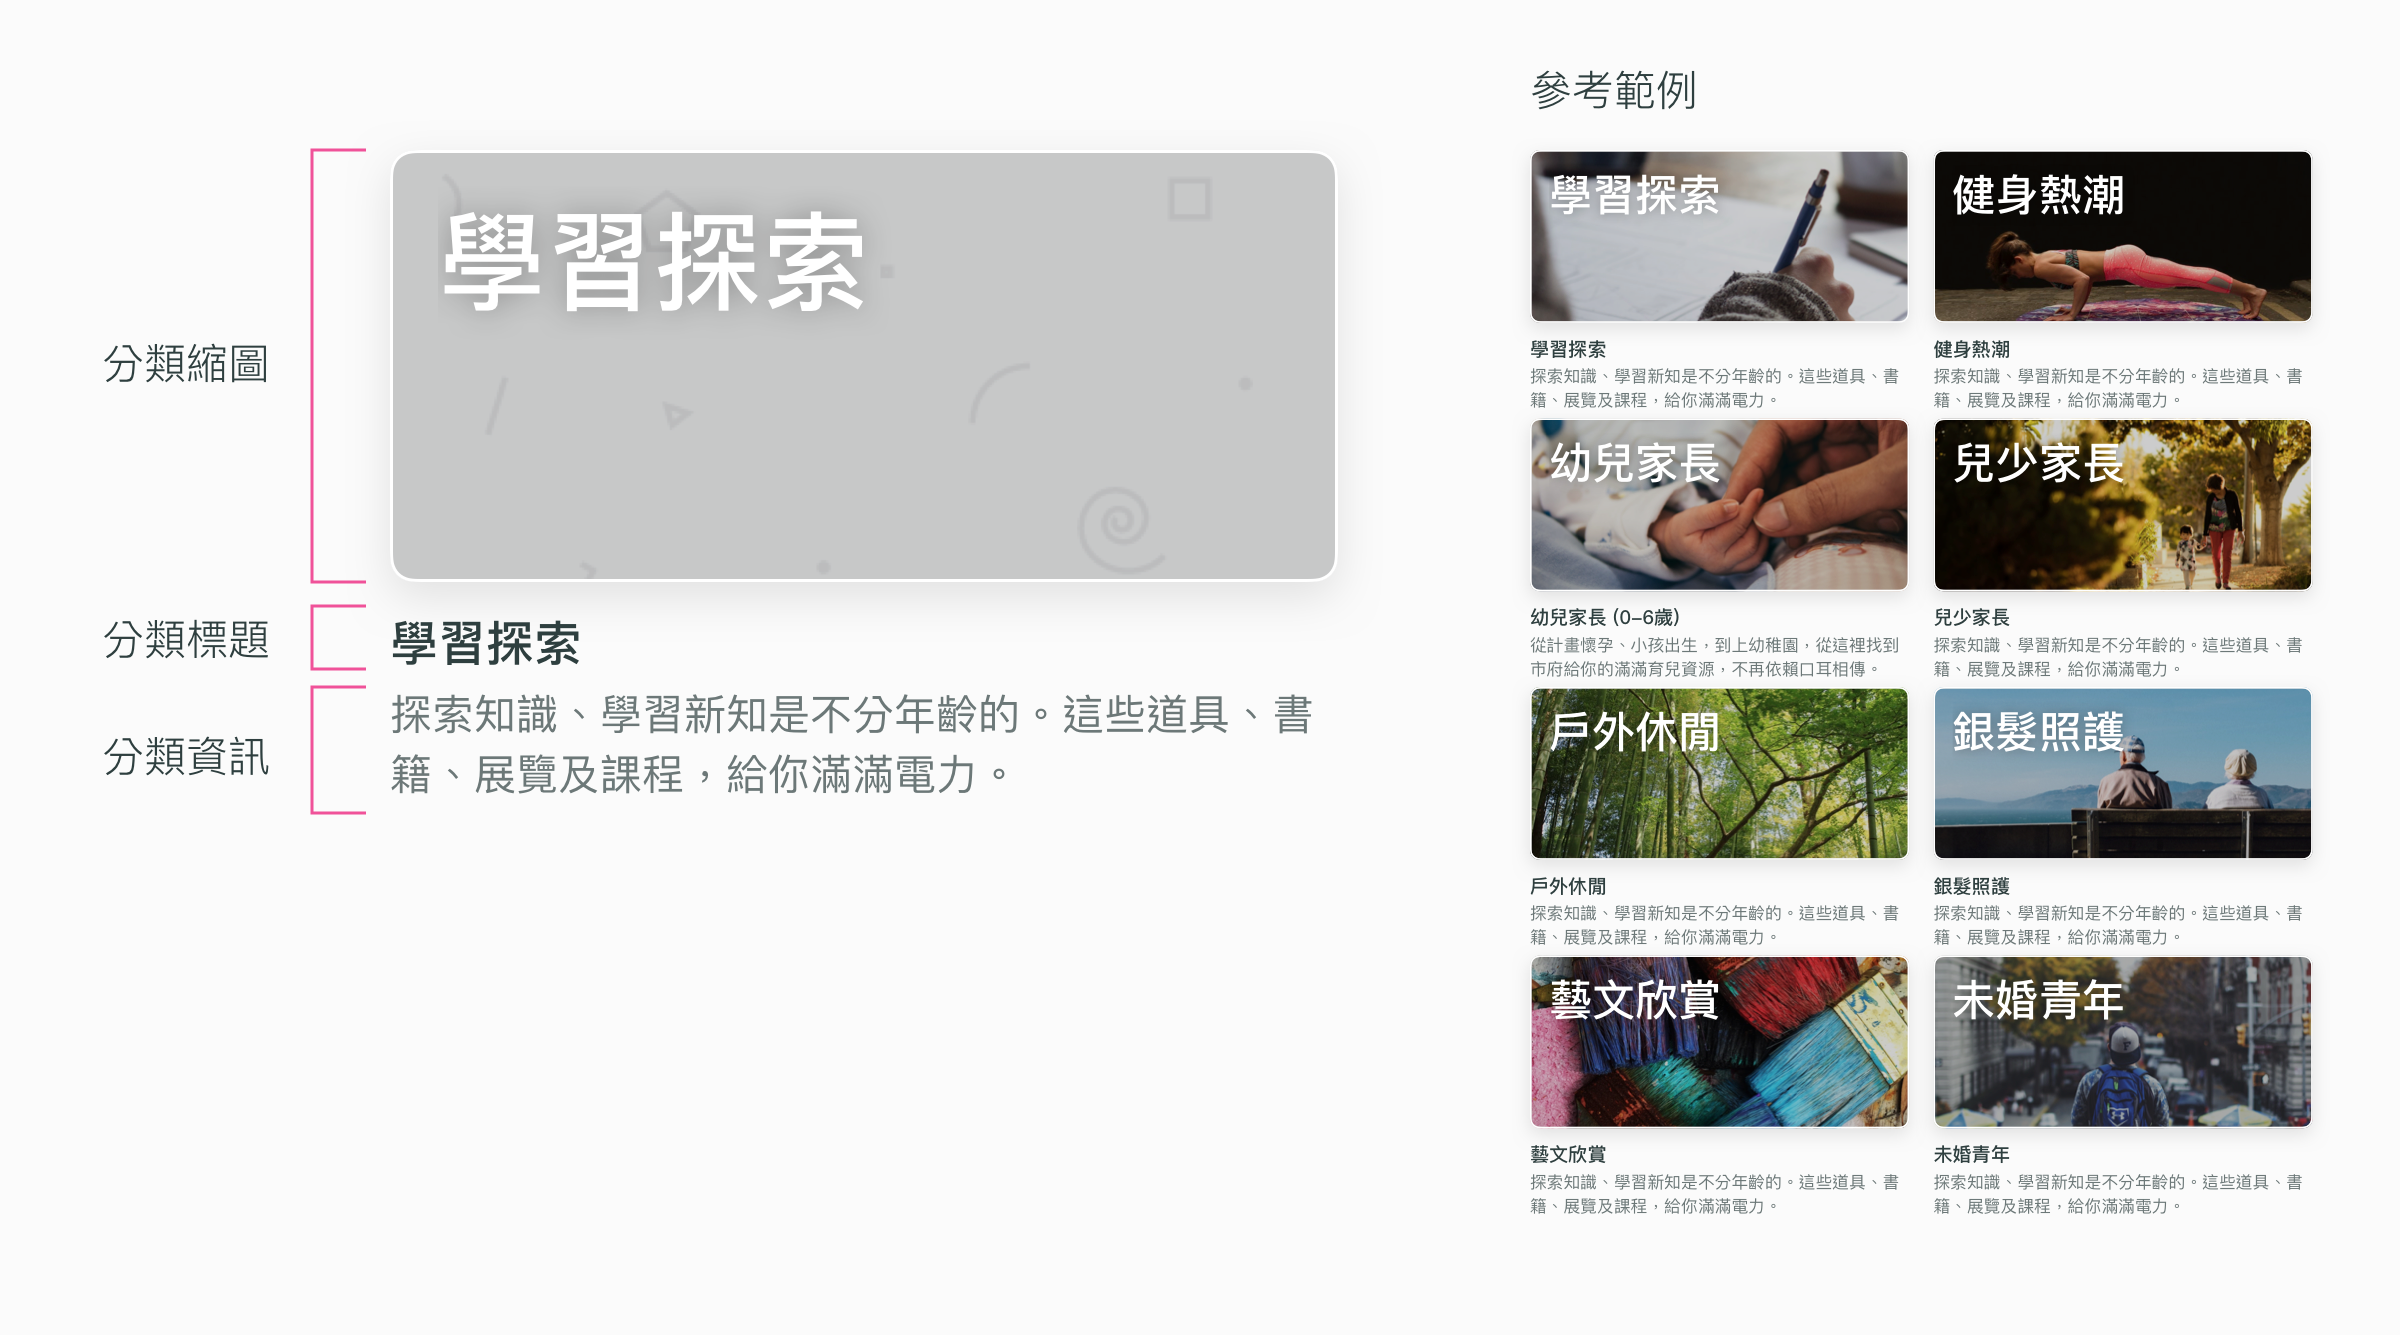 分類縮圖
學習探索
分類標題
學習探索
分類資訊
探索知識、學習新知是不分年齡的。這些道具、書
籍、展覽及課程，給你滿滿電力。
參考範例
學習探索
學習探索
探索知識、學習新知是不分年齡的。這些道具、書
籍、展覽及課程，給你滿滿電力。
健身熱潮
健身熱潮
探索知識、學習新知是不分年齡的。這些道具、書
籍、展覽及課程，給你滿滿電力。
幼兒家長
幼兒家長 (0–6歲)
從計畫懷孕、小孩出生，到上幼稚園，從這裡找到
市府給你的滿滿育兒資源，不再依賴口耳相傳。
兒少家長
兒少家長
探索知識、學習新知是不分年齡的。這些道具、書
籍、展覽及課程，給你滿滿電力。
戶外休閒
戶外休閒
探索知識、學習新知是不分年齡的。這些道具、書
籍、展覽及課程，給你滿滿電力。
銀髮照護
銀髮照護
探索知識、學習新知是不分年齡的。這些道具、書
籍、展覽及課程，給你滿滿電力。
藝文欣賞
藝文欣賞
探索知識、學習新知是不分年齡的。這些道具、書
籍、展覽及課程，給你滿滿電力。
未婚青年
未婚青年
探索知識、學習新知是不分年齡的。這些道具、書
籍、展覽及課程，給你滿滿電力。